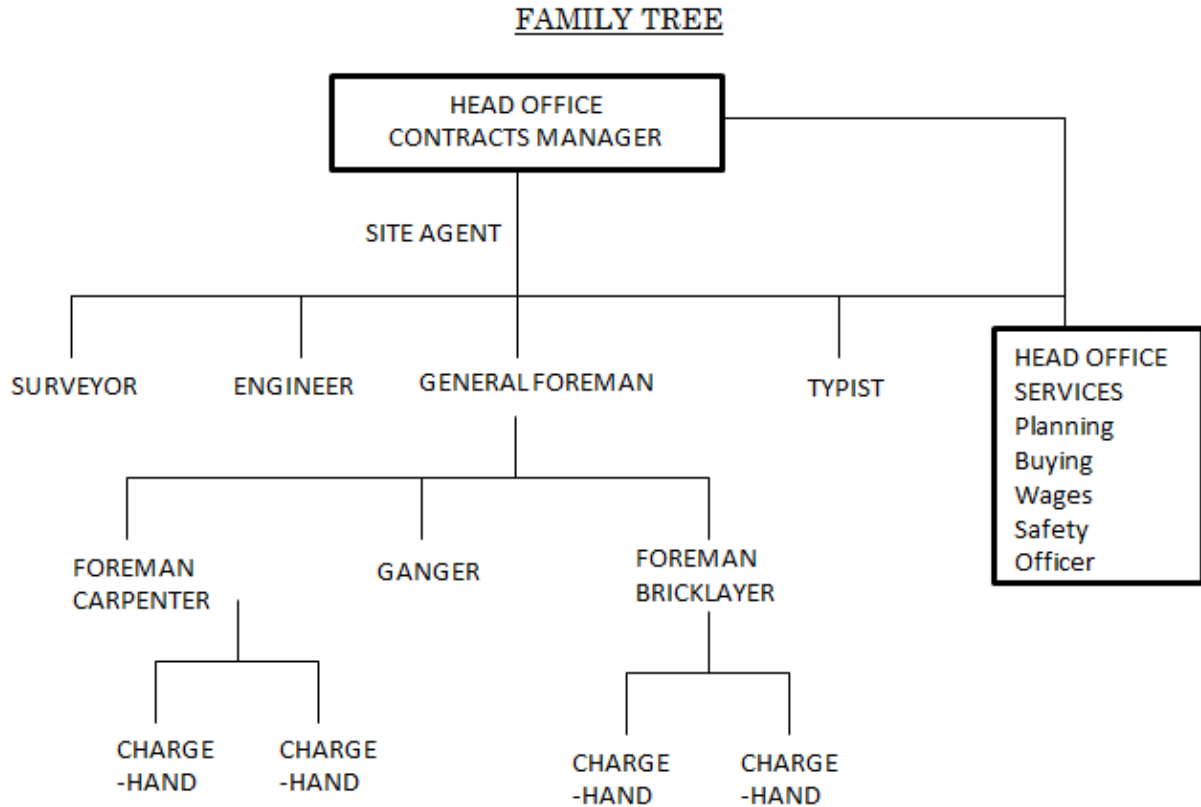 FAMILY TREE
HEAD OFFICE
CONTRACTS MANAGER
SITE AGENT
SURVEYOR
ENGINEER
GENERAL FOREMAN
TYPIST
HEAD OFFICE
SERVICES
Planning
Buying
Wages
Safety
Officer
FOREMAN
CARPENTER
GANGER
FOREMAN
BRICKLAYER
CHARGE
-HAND
CHARGE
-HAND
CHARGE
-HAND
CHARGE
-HAND